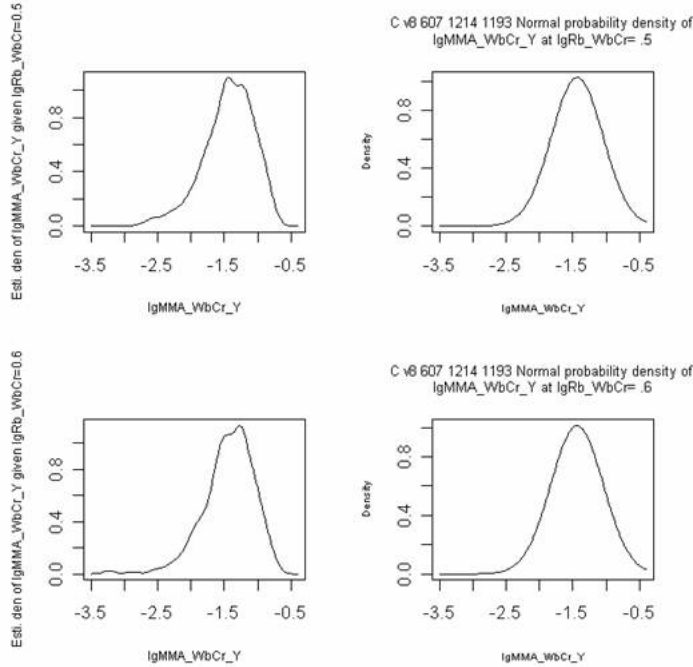 Esti. den of lgMMA_WbCr_Y given lgRb_WbCr=0.5
0.0 0.4 0.8
-3.5 -2.5 -1.5 -0.5
lgMMA_WbCr_Y
C v8 607 1214 1193 Normal probability density of
lgMMA_WbCr_Y at lgRb_WbCr= .5
Density
0.0 0.4 0.8
-3.5 -2.5 -1.5 -0.5
lgMMA_WbCr_Y
Esti. den of lgMMA_WbCr_Y given lgRb_WbCr=0.6
0.0 0.4 0.8
-3.5 -2.5 -1.5 -0.5
lgMMA_WbCr_Y
C v8 607 1214 1193 Normal probability density of
lgMMA_WbCr_Y at lgRb_WbCr= .6
Density
0.0 0.4 0.8
-3.5 -2.5 -1.5 -0.5
lgMMA_WbCr_Y